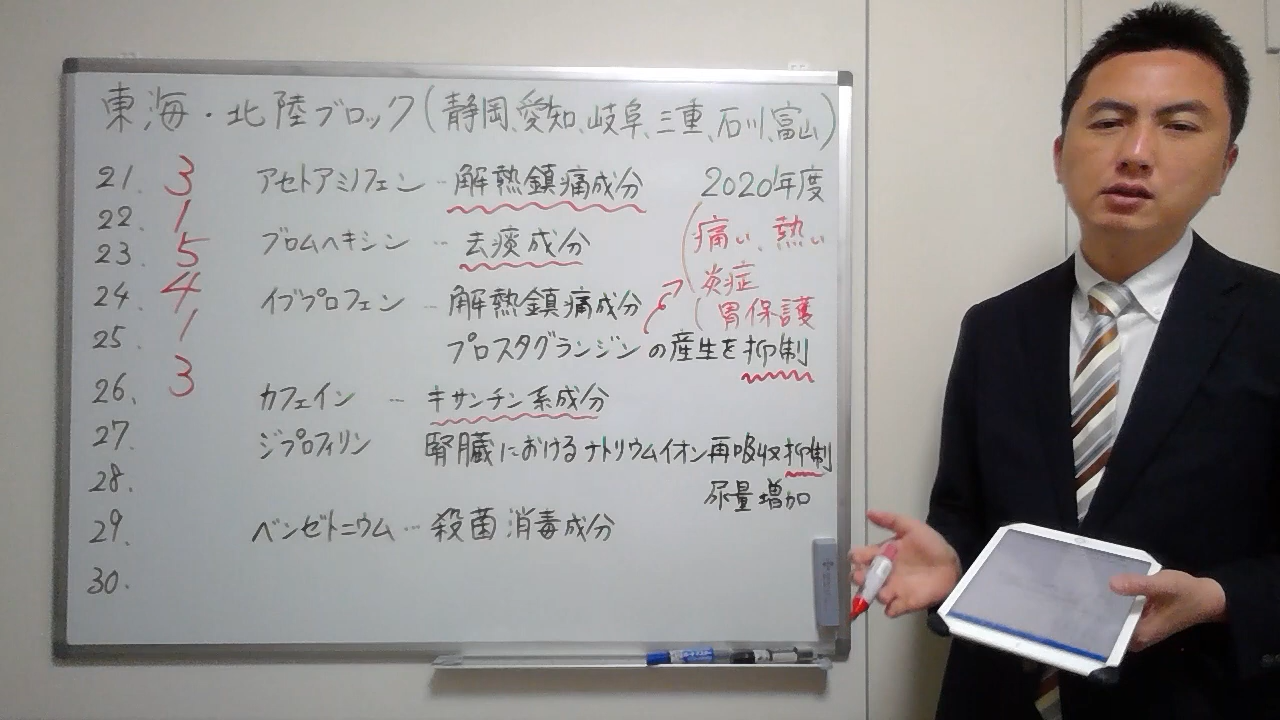 東海・北陸ブロック(静岡、愛知、岐阜、三重、石川、富山)
2020年度
21. 3 アセトアミノフェン … 解熱鎮痛成分
22. 1
23. 5 ブロムヘキシン … 去痰成分
24. 4 イブプロフェン … 解熱鎮痛成分
25. 1 プロスタグランジンの産生を抑制
痛い、熱い
炎症
胃保護
26. 3 カフェイン … キサンチン系成分
27. ジプロフィリン 腎臓におけるナトリウムイオン再吸収抑制
28. 尿量増加
29. ベンゼトニウム … 殺菌消毒成分
30.